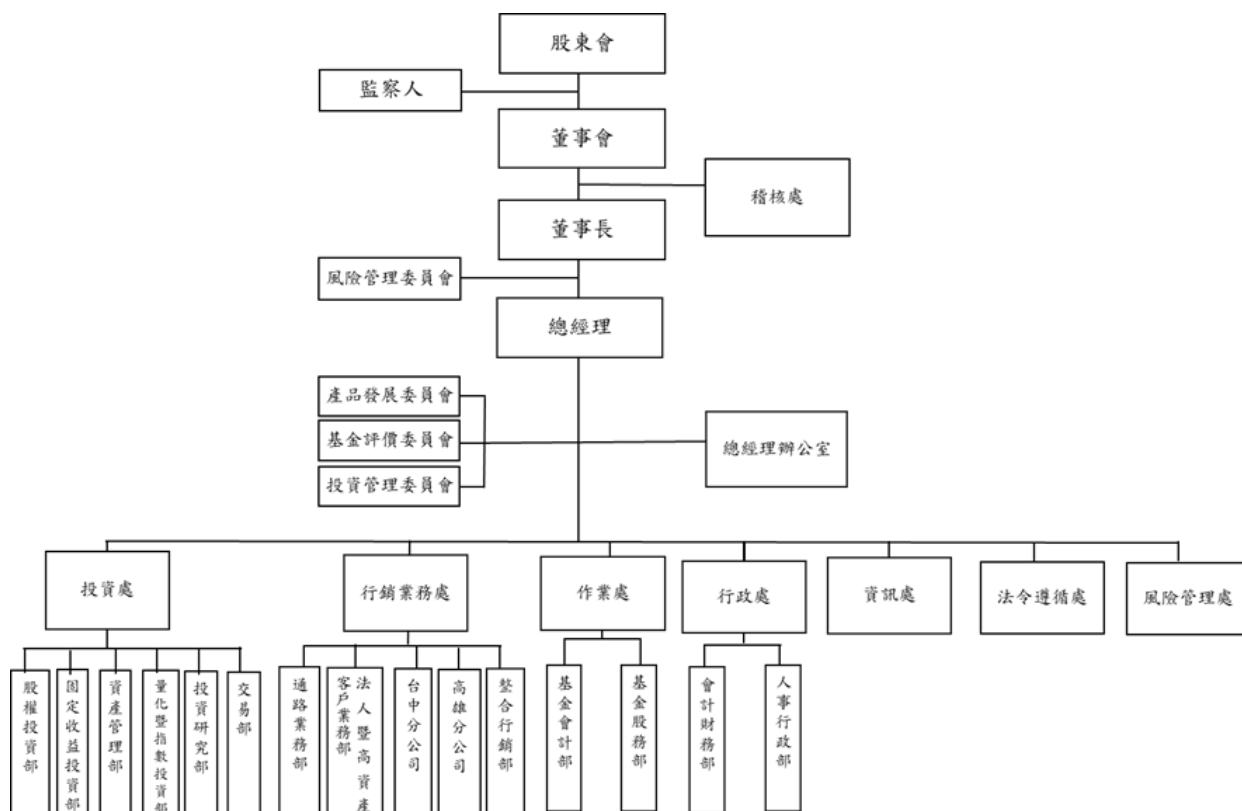 股東會
監察人
董事會
稽核處
董事長
風險管理委員會
總經理
產品發展委員會
基金評價委員會
總經理辦公室
投資管理委員會
投資處
行銷業務處
作業處
行政處
資訊處
法令遵循處
風險管理處
股權投資部
固定收益投資部
資產管理部
量化暨指數投資部
投資研究部
交易部
通路業務部
法人暨高資產
客戶業務部
台中分公司
高雄分公司
整合行銷部
基金會計部
基金股務部
會計財務部
人事行政部